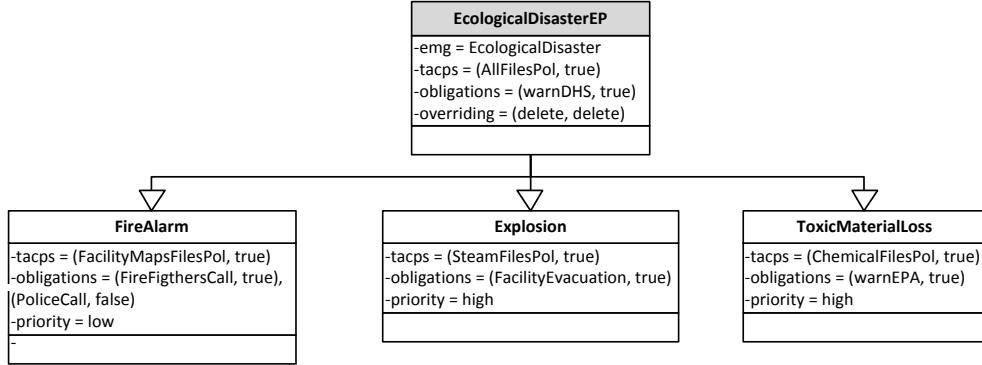 EcologicalDisasterEP
-emg = EcologicalDisaster
-tacps = (AllFilesPol, true)
-obligations = (warnDHS, true)
-overriding = (delete, delete)
FireAlarm
-tacps = (FacilityMapsFilesPol, true)
-obligations = (FireFigthersCall, true),
(PoliceCall, false)
-priority = low
-
Explosion
-tacps = (SteamFilesPol, true)
-obligations = (FacilityEvacuation, true)
-priority = high
ToxicMaterialLoss
-tacps = (ChemicalFilesPol, true)
-obligations = (warnEPA, true)
-priority = high